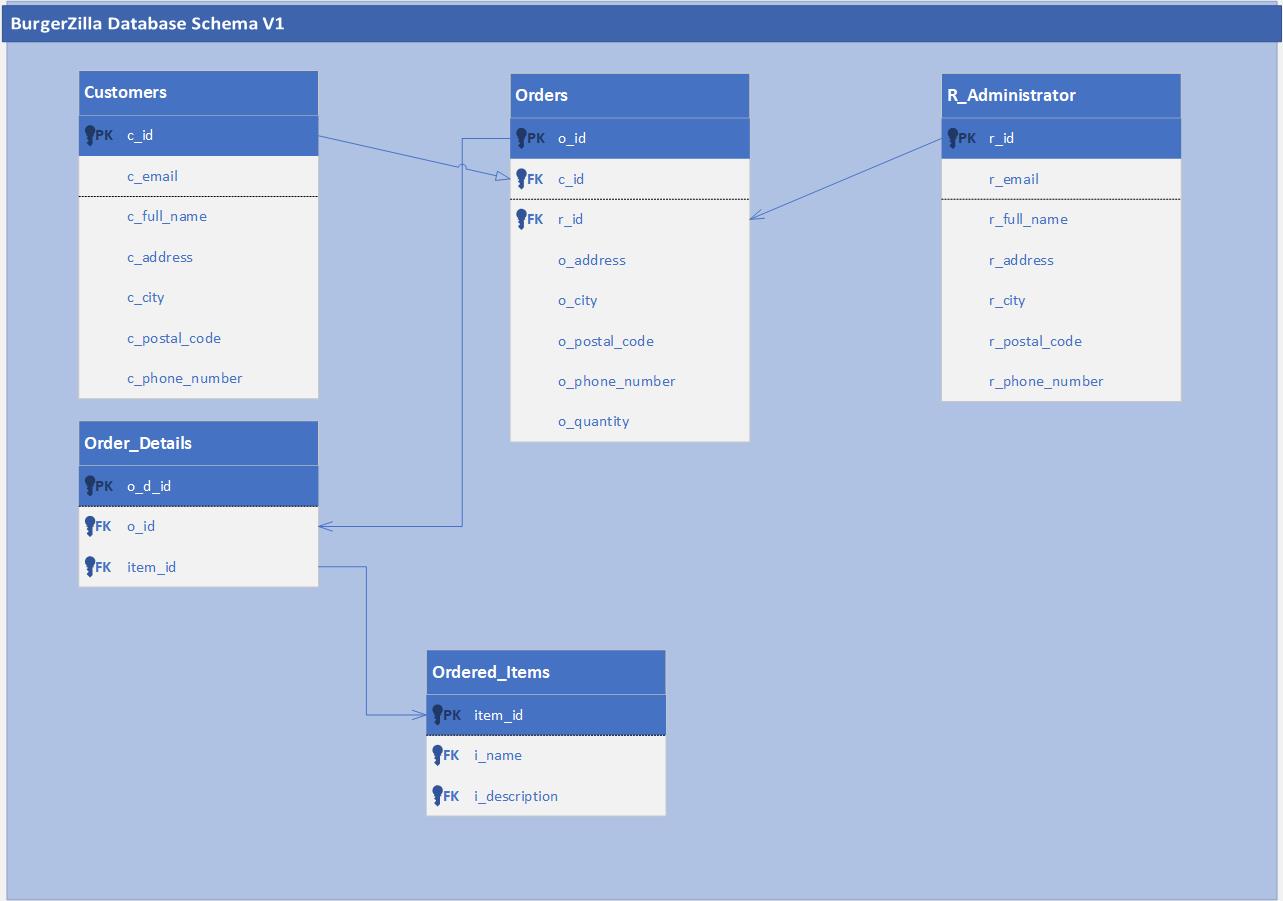 BurgerZilla Database Schema V1
Customers
PK c_id
c_email
c_full_name
c_address
c_city
c_postal_code
c_phone_number
Orders
PK o_id
FK c_id
FK r_id
o_address
o_city
o_postal_code
o_phone_number
o_quantity
R_Administrator
PK r_id
r_email
r_full_name
r_address
r_city
r_postal_code
r_phone_number
Order_Details
PK o_d_id
FK o_id
FK item_id
Ordered_Items
PK item_id
FK i_name
FK i_description